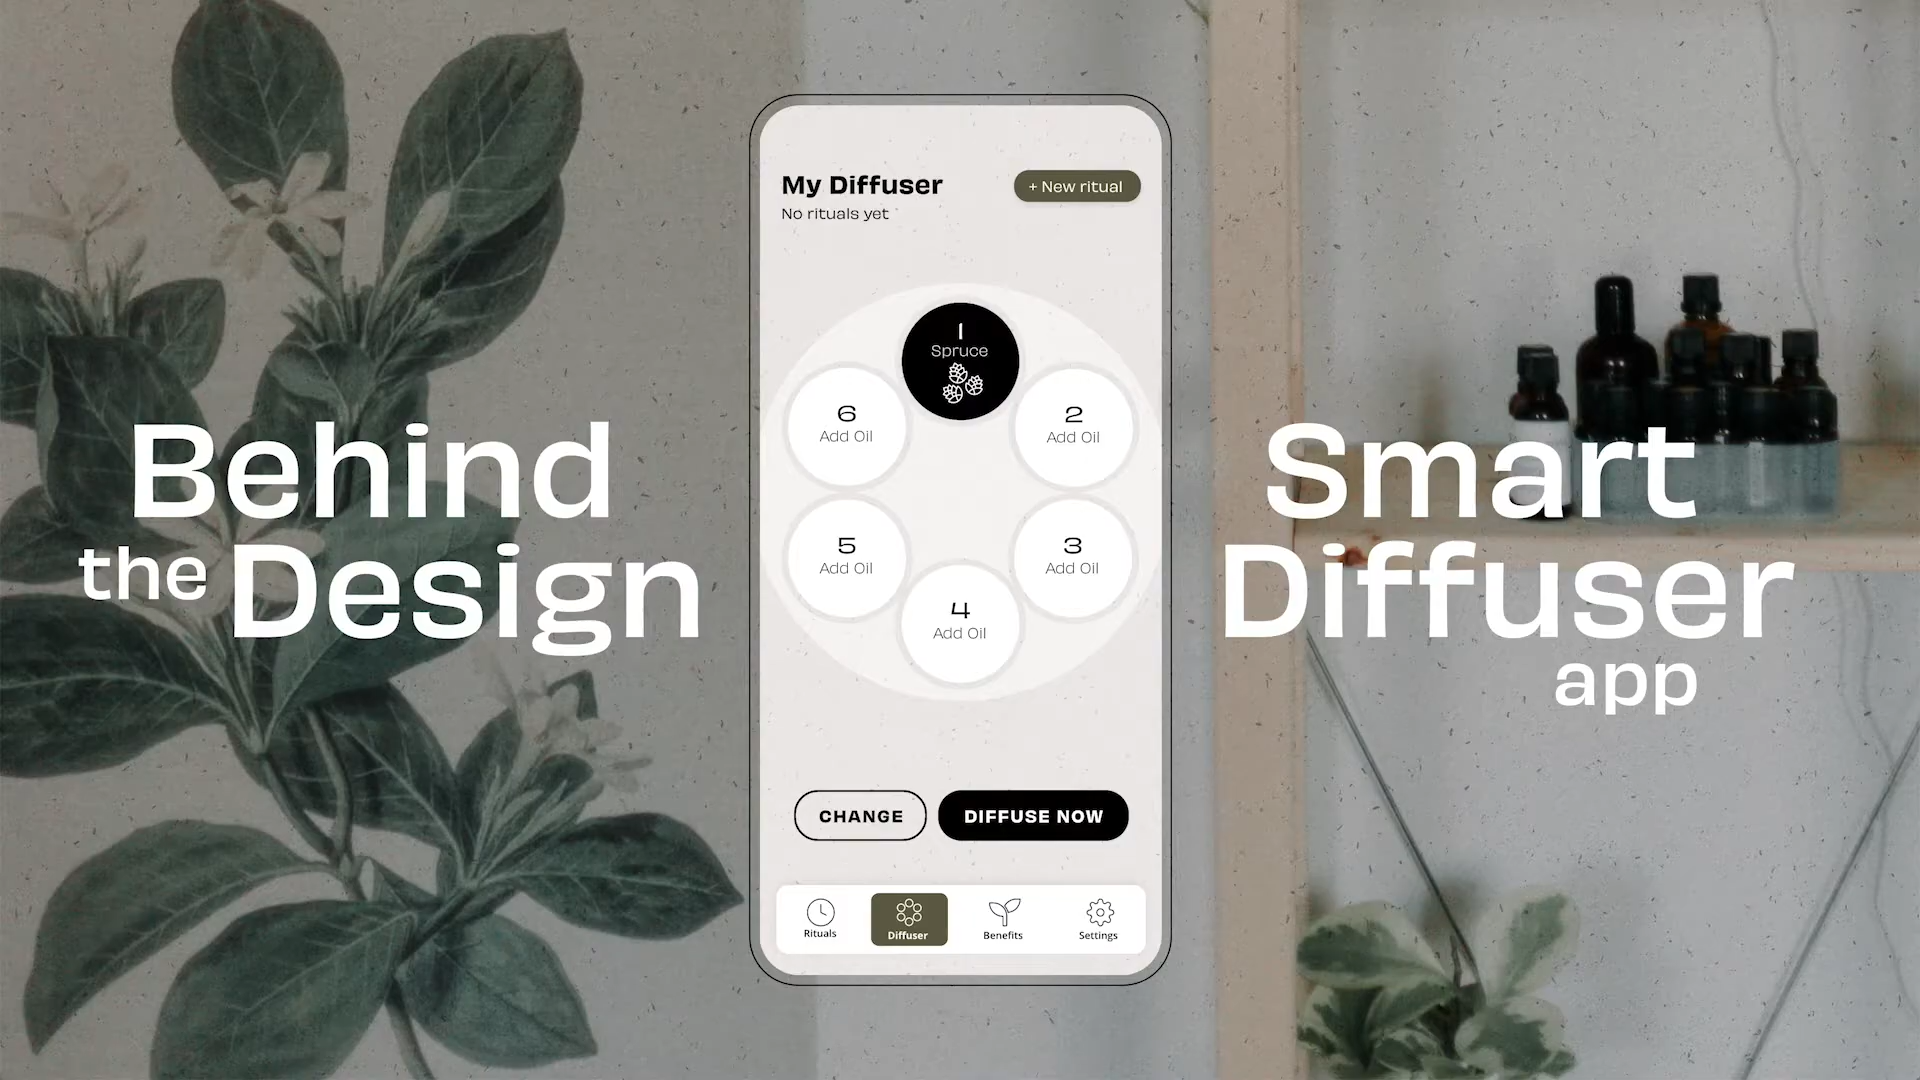 Behind
the Design
My Diffuser
+ New ritual
No rituals yet
1
Spruce
6
Add Oil
2
Add Oil
5
Add Oil
3
Add Oil
4
Add Oil
CHANGE
DIFFUSE NOW
Rituals
Diffuser
Benefits
Settings
Smart
Diffuser
app